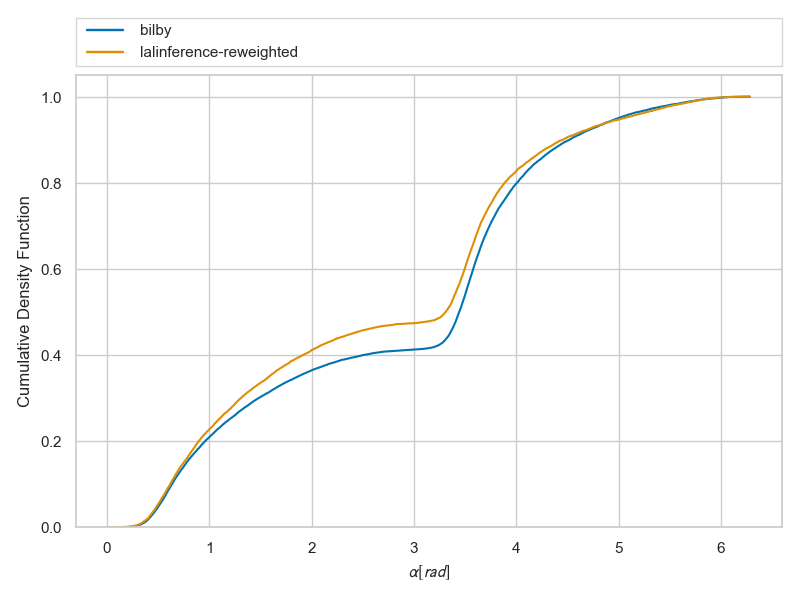 bilby
lalinference-reweighted
1.0
0.8
0.6
0.4
0.2
0.0
Cumulative Density Function
0 1 2 3 4 5 6
α[rad]